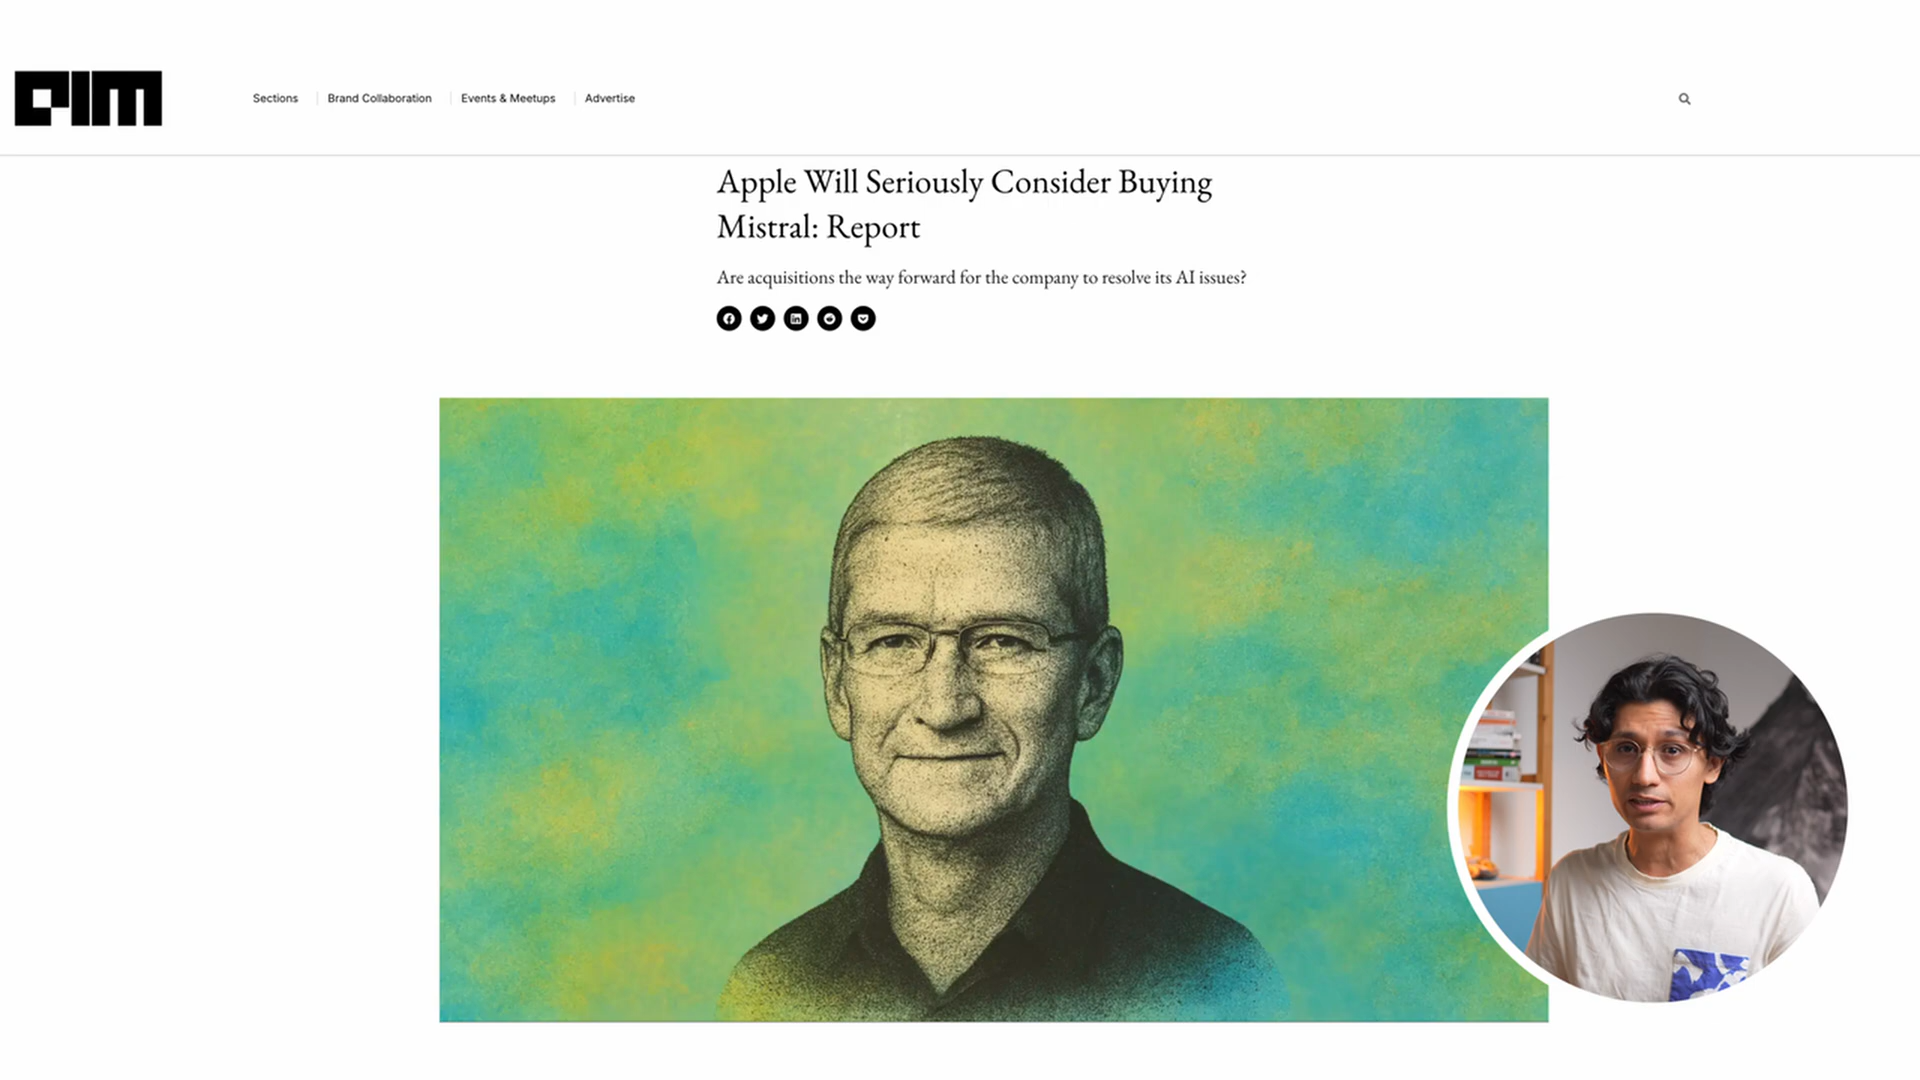 aim
Sections
Brand Collaboration
Events & Meetups
Advertise
Apple Will Seriously Consider Buying
Mistral: Report
Are acquisitions the way forward for the company to resolve its AI issues?